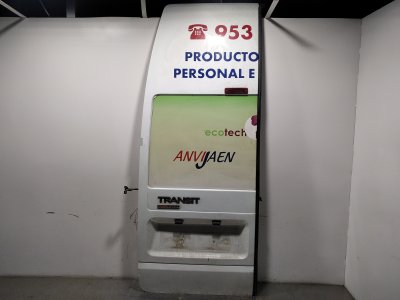 ☎ 953
PRODUCTO
PERSONAL E
ecotech
ANVIJAEN
TRANSIT